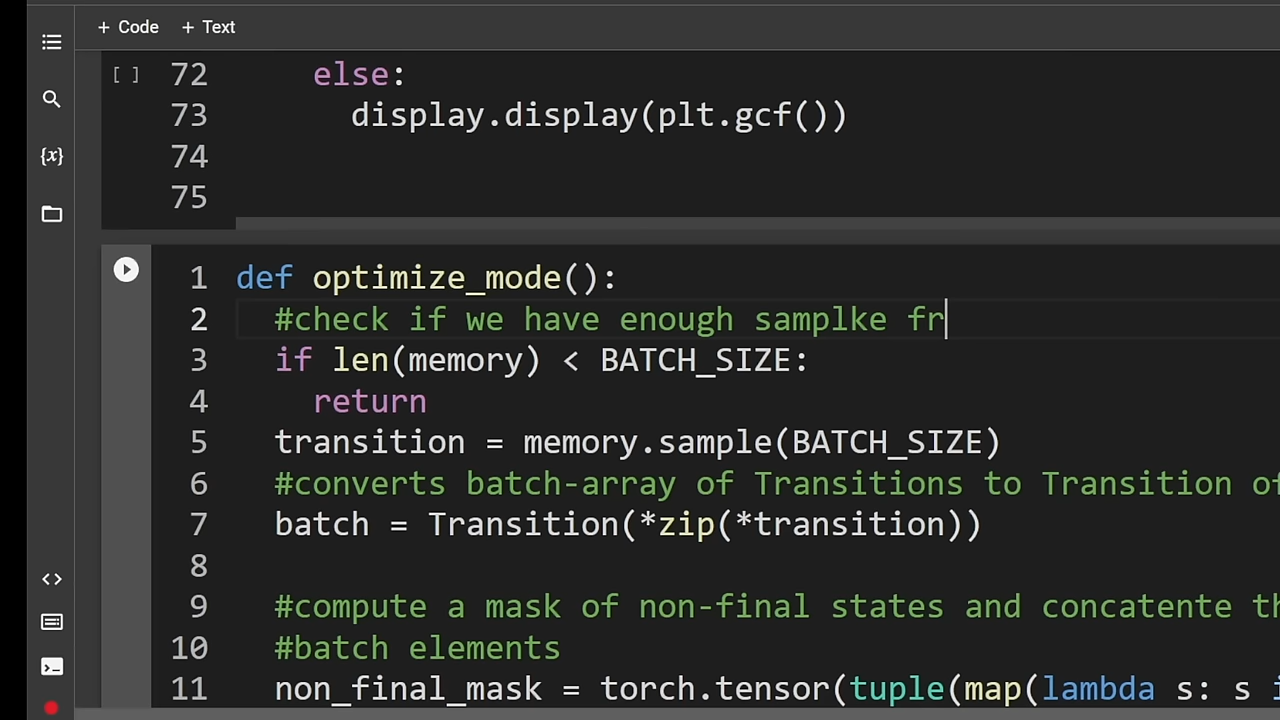 + Code + Text
[ ] 72 else:
73 display.display(plt.gcf())
74
75
1 def optimize_mode():
2 #check if we have enough samplke fr
3 if len(memory) < BATCH_SIZE:
4 return
5 transition = memory.sample(BATCH_SIZE)
6 #converts batch-array of Transitions to Transition of
7 batch = Transition(*zip(*transition))
8
9 #compute a mask of non-final states and concatente th
10 #batch elements
11 non_final_mask = torch.tensor(tuple(map(lambda s: s i